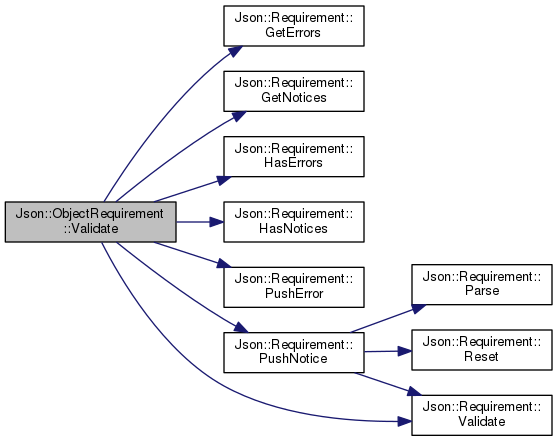 Json::Requirement::
GetErrors
Json::Requirement::
GetNotices
Json::Requirement::
HasErrors
Json::ObjectRequirement
::Validate
Json::Requirement::
HasNotices
Json::Requirement::
PushError
Json::Requirement::
PushNotice
Json::Requirement::
Parse
Json::Requirement::
Reset
Json::Requirement::
Validate